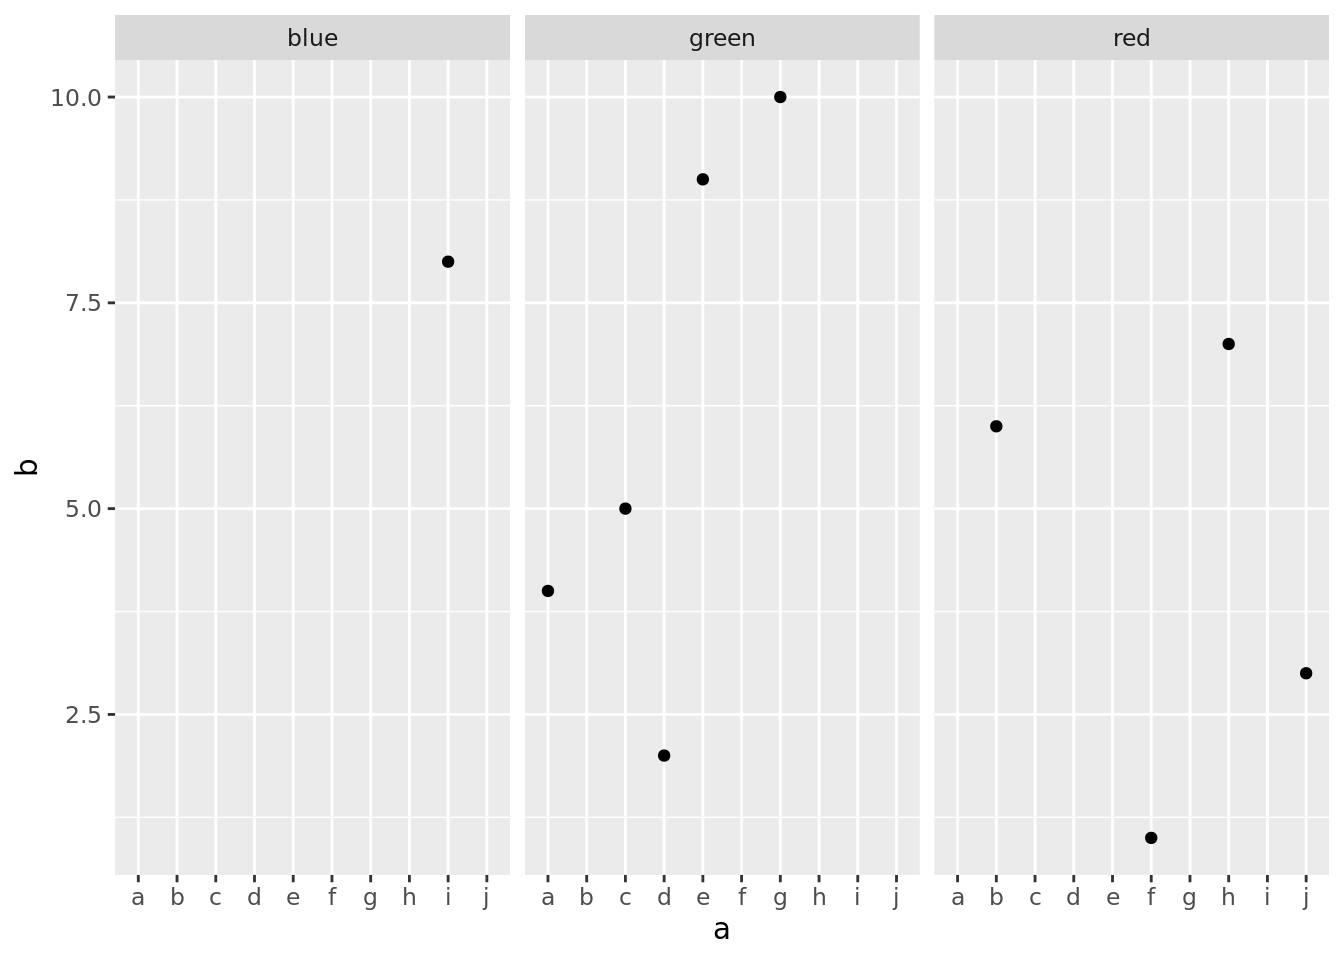 blue green red
10.0
7.5
5.0
2.5
b
a b c d e f g h i j a b c d e f g h i j a b c d e f g h i j
a